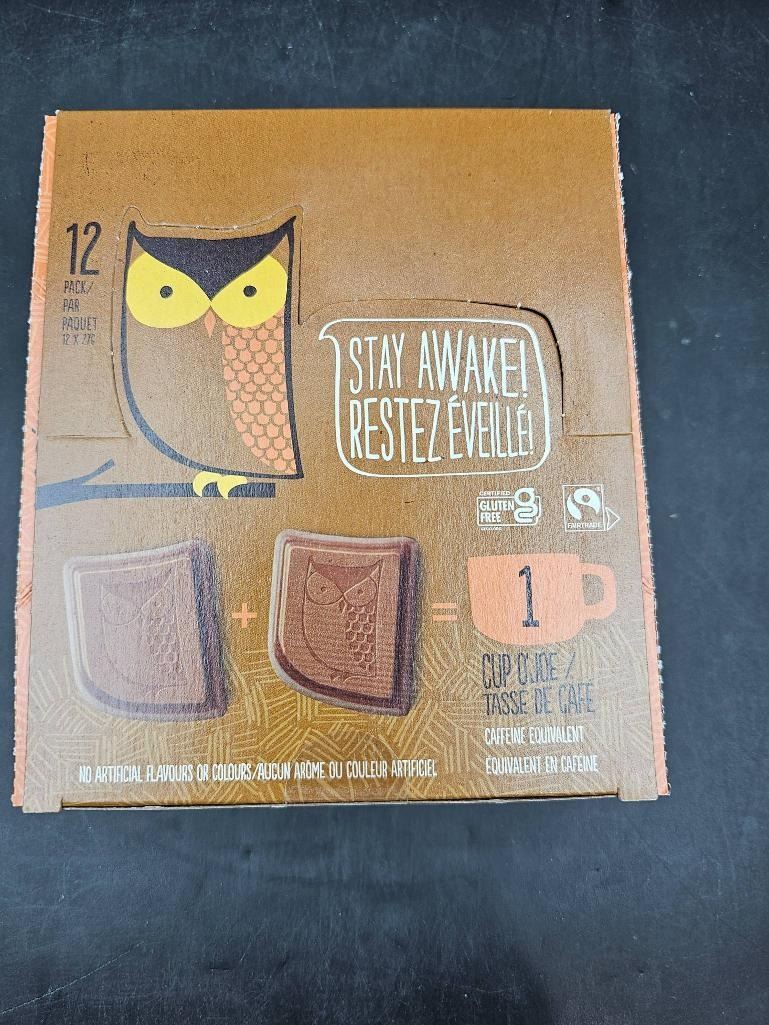 12
PACK/
PAR
PAQUET
12 X 27G
STAY AWAKE!
RESTEZ ÉVEILLÉ!
CERTIFIED
GLUTEN
FREE
FAIRTRADE
+
=
1
CUP O'JOE /
TASSE DE CAFÉ
CAFFEINE EQUIVALENT
ÉQUIVALENT EN CAFÉINE
NO ARTIFICIAL FLAVOURS OR COLOURS/AUCUN ARÔME OU COULEUR ARTIFICIEL